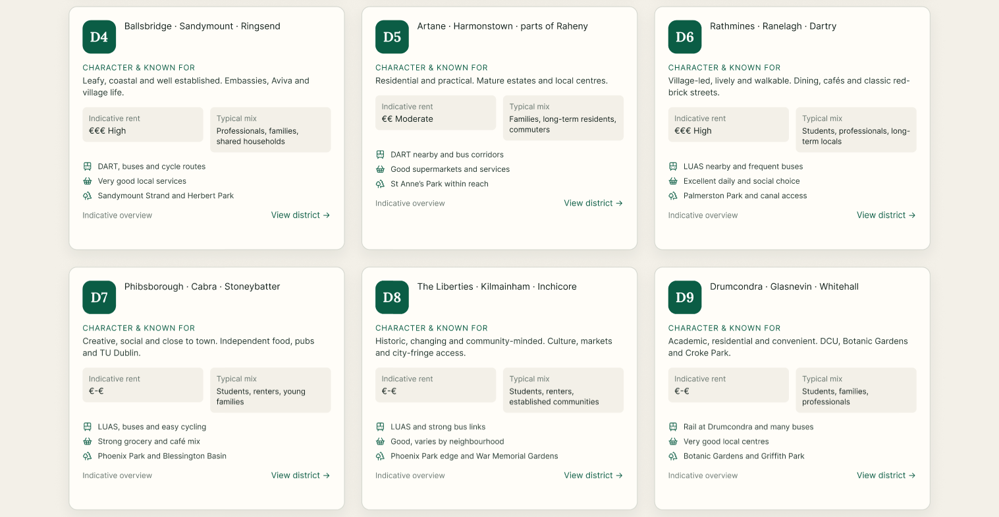 D4
Ballsbridge · Sandymount · Ringsend
CHARACTER & KNOWN FOR
Leafy, coastal and well established. Embassies, Aviva and
village life.
Indicative rent
€€€ High
Typical mix
Professionals, families,
shared households
DART, buses and cycle routes
Very good local services
Sandymount Strand and Herbert Park
Indicative overview
View district →
D5
Artane · Harmonstown · parts of Raheny
CHARACTER & KNOWN FOR
Residential and practical. Mature estates and local centres.
Indicative rent
€€ Moderate
Typical mix
Families, long-term residents,
commuters
DART nearby and bus corridors
Good supermarkets and services
St Anne’s Park within reach
Indicative overview
View district →
D6
Rathmines · Ranelagh · Dartry
CHARACTER & KNOWN FOR
Village-led, lively and walkable. Dining, cafés and classic red-
brick streets.
Indicative rent
€€€ High
Typical mix
Students, professionals, long-
term locals
LUAS nearby and frequent buses
Excellent daily and social choice
Palmerston Park and canal access
Indicative overview
View district →
D7
Phibsborough · Cabra · Stoneybatter
CHARACTER & KNOWN FOR
Creative, social and close to town. Independent food, pubs
and TU Dublin.
Indicative rent
€-€
Typical mix
Students, renters, young
families
LUAS, buses and easy cycling
Strong grocery and café mix
Phoenix Park and Blessington Basin
Indicative overview
View district →
D8
The Liberties · Kilmainham · Inchicore
CHARACTER & KNOWN FOR
Historic, changing and community-minded. Culture, markets
and city-fringe access.
Indicative rent
€-€
Typical mix
Students, renters,
established communities
LUAS and strong bus links
Good, varies by neighbourhood
Phoenix Park edge and War Memorial Gardens
Indicative overview
View district →
D9
Drumcondra · Glasnevin · Whitehall
CHARACTER & KNOWN FOR
Academic, residential and convenient. DCU, Botanic Gardens
and Croke Park.
Indicative rent
€-€
Typical mix
Students, families,
professionals
Rail at Drumcondra and many buses
Very good local centres
Botanic Gardens and Griffith Park
Indicative overview
View district →